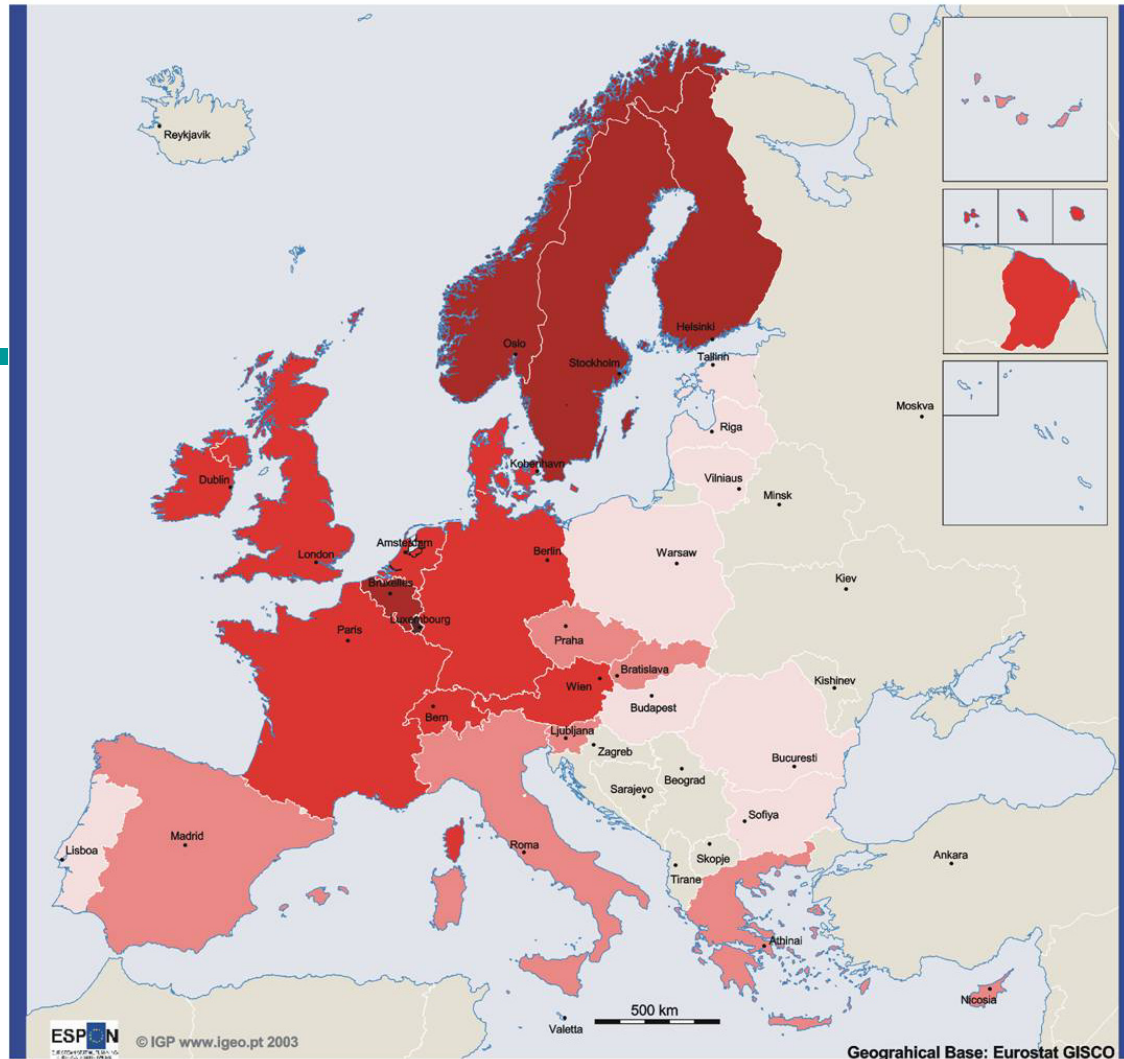 Reykjavik
Helsinki
Oslo
Stockholm
Tallinn
Moskva
Riga
Kobenhavn
Dublin
Vilniaus
Minsk
Amsterdam
Berlin
London
Warsaw
Bruxelles
Kiev
Luxembourg
Paris
Praha
Bratislava
Kishinev
Wien
Budapest
Bern
Ljubljana
Zagreb
Bucuresti
Beograd
Sarajevo
Sofiya
Madrid
Roma
Skopje
Lisboa
Ankara
Tirane
Athinai
Nicosia
500 km
Valetta
ESPON
© IGP www.igeo.pt 2003
Geograhical Base: Eurostat GISCO